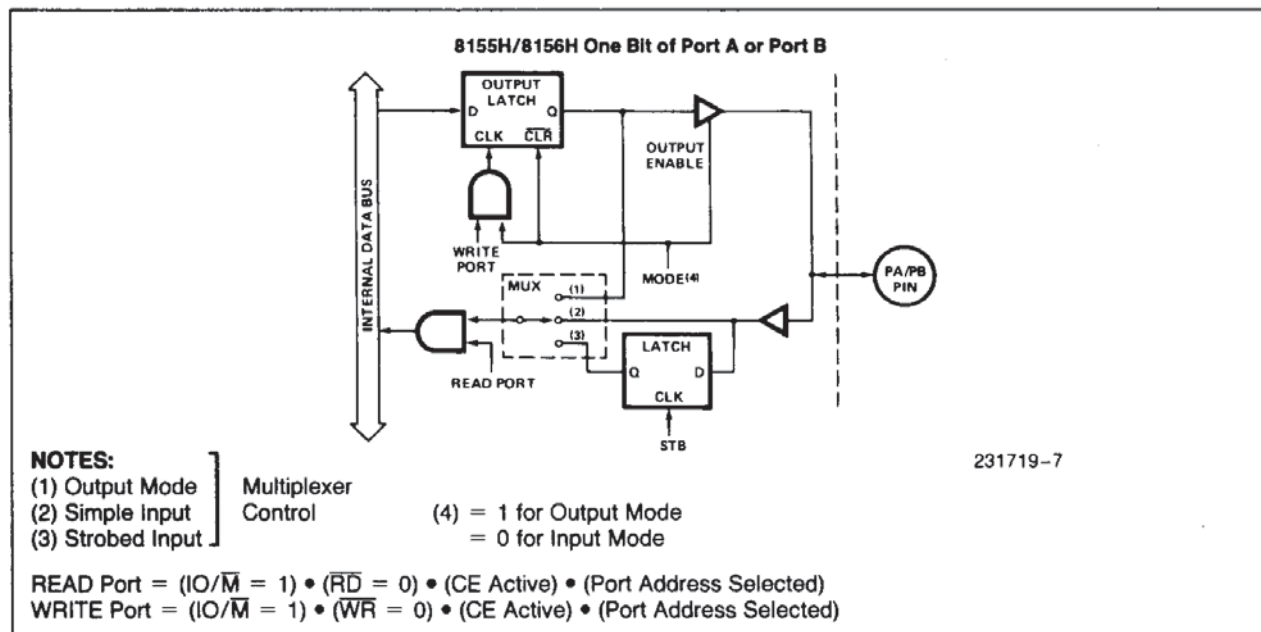 8155H/8156H One Bit of Port A or Port B
OUTPUT
LATCH
D
Q
CLK
C̅L̅R̅
OUTPUT
ENABLE
INTERNAL DATA BUS
WRITE
PORT
MODE(4)
MUX
(1)
(2)
(3)
PA/PB
PIN
LATCH
Q
D
CLK
READ PORT
STB
231719-7
NOTES:
(1) Output Mode
(2) Simple Input
(3) Strobed Input
Multiplexer
Control
(4) = 1 for Output Mode
= 0 for Input Mode
READ Port = (IO/M̅ = 1) • (R̅D̅ = 0) • (CE Active) • (Port Address Selected)
WRITE Port = (IO/M̅ = 1) • (W̅R̅ = 0) • (CE Active) • (Port Address Selected)